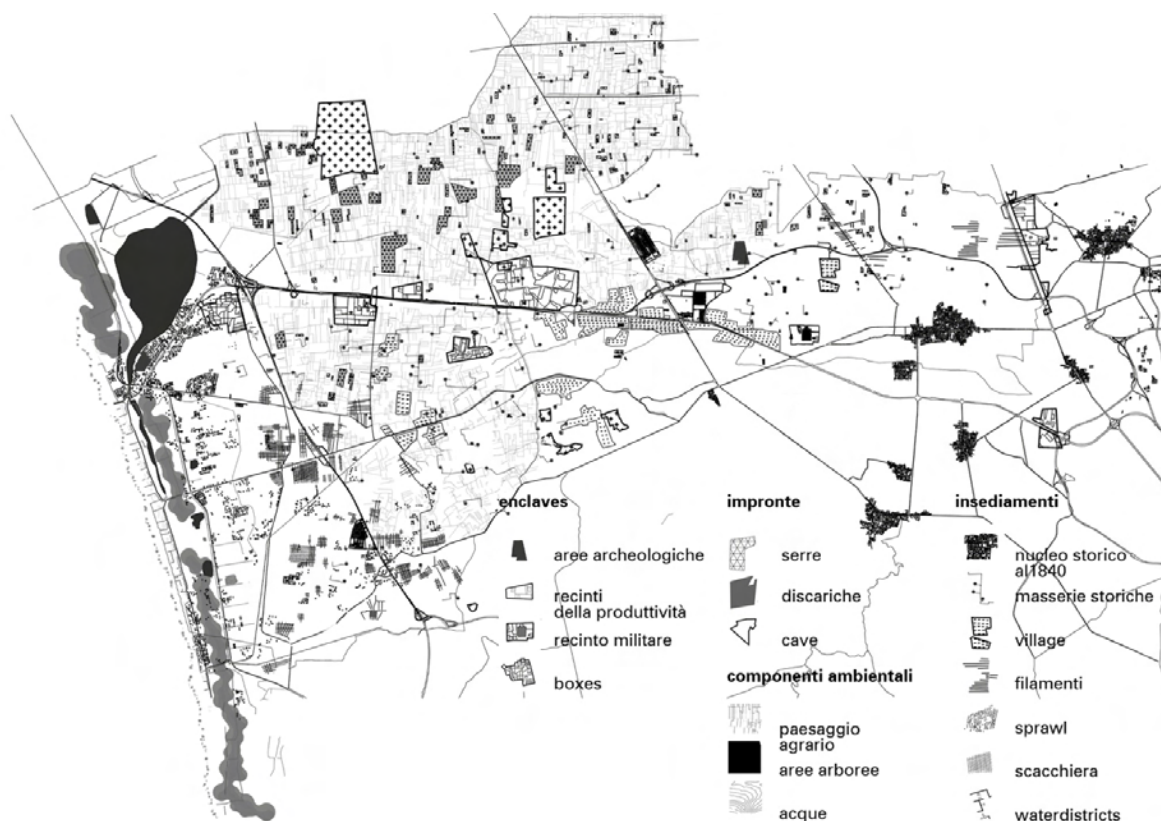 enclaves
aree archeologiche
recinti
della produttività
recinto militare
boxes
impronte
serre
discariche
cave
componenti ambientali
paesaggio
agrario
aree arboree
acque
insediamenti
nucleo storico
al1840
masserie storiche
village
filamenti
sprawl
scacchiera
waterdistricts